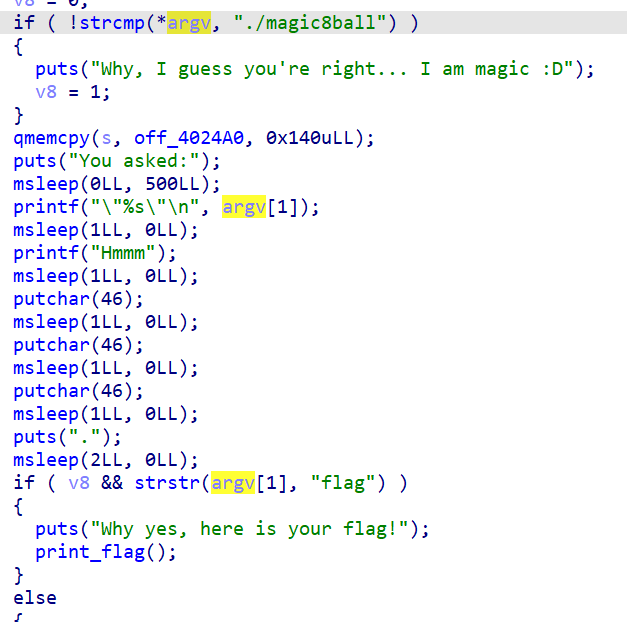 v8 = 0;
if ( !strcmp(*argv, "./magic8ball") )
{
puts("Why, I guess you're right... I am magic :D");
v8 = 1;
}
qmemcpy(s, off_4024A0, 0x140uLL);
puts("You asked:");
msleep(0LL, 500LL);
printf("\"%s\"\n", argv[1]);
msleep(1LL, 0LL);
printf("Hmmm");
msleep(1LL, 0LL);
putchar(46);
msleep(1LL, 0LL);
putchar(46);
msleep(1LL, 0LL);
putchar(46);
msleep(1LL, 0LL);
puts(".");
msleep(2LL, 0LL);
if ( v8 && strstr(argv[1], "flag") )
{
puts("Why yes, here is your flag!");
print_flag();
}
else
{